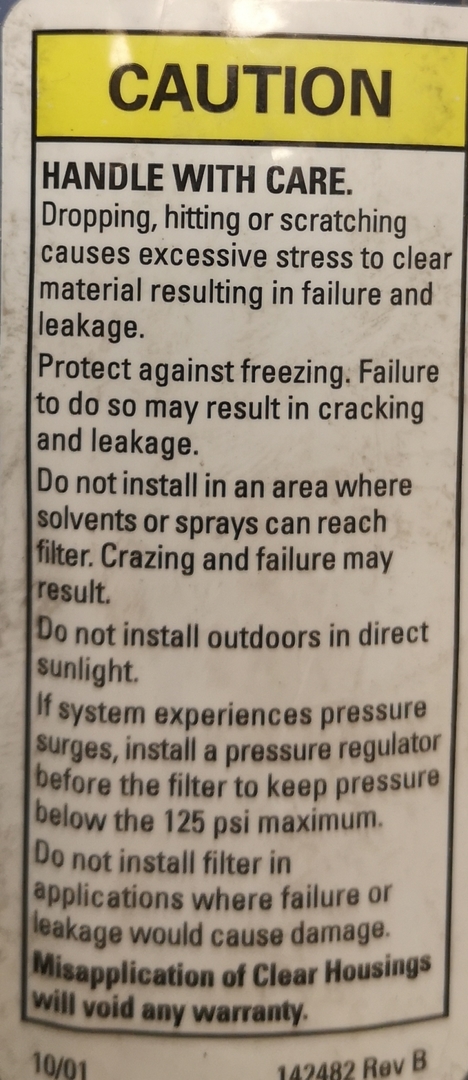 CAUTION
HANDLE WITH CARE.
Dropping, hitting or scratching
causes excessive stress to clear
material resulting in failure and
leakage.
Protect against freezing. Failure
to do so may result in cracking
and leakage.
Do not install in an area where
solvents or sprays can reach
filter. Crazing and failure may
result.
Do not install outdoors in direct
sunlight.
If system experiences pressure
surges, install a pressure regulator
before the filter to keep pressure
below the 125 psi maximum.
Do not install filter in
applications where failure or
leakage would cause damage.
Misapplication of Clear Housings
will void any warranty.
10/01 142482 Rev B